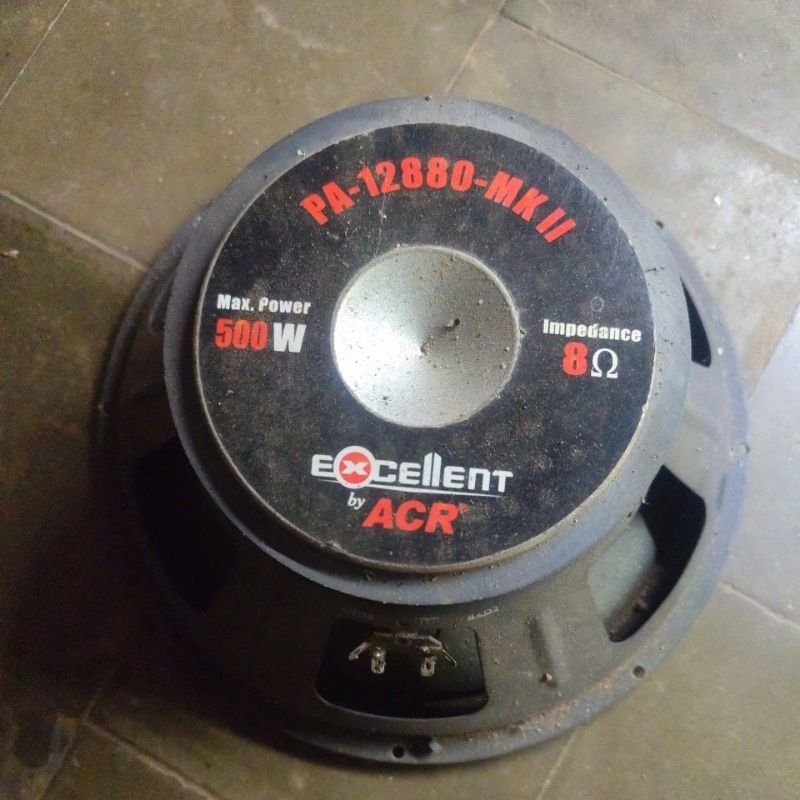 PA-12880-MK II
Max. Power
500 W
Impedance
8Ω
EXCELLENT
by ACR®